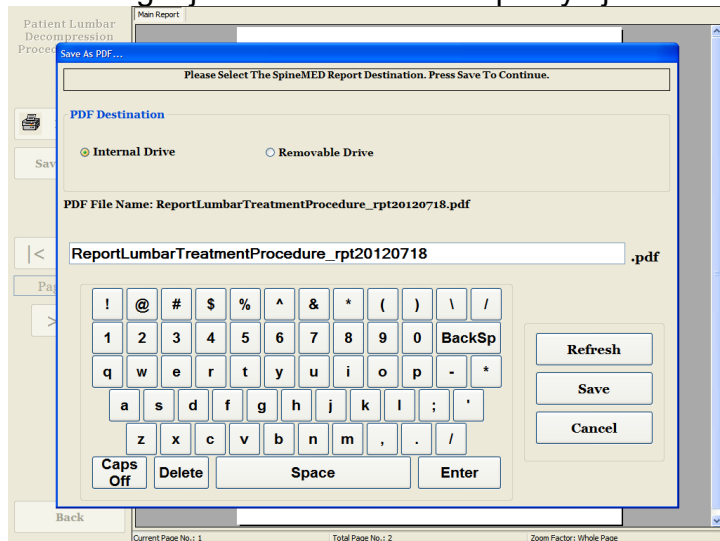 Main Report
Patient Lumbar
Decompression
Save As PDF...
Please Select The SpineMED Report Destination. Press Save To Continue.
PDF Destination
Internal Drive
Removable Drive
PDF File Name: ReportLumbarTreatmentProcedure_rpt20120718.pdf
ReportLumbarTreatmentProcedure_rpt20120718 .pdf
! @ # $ % ^ & * ( ) \ /
1 2 3 4 5 6 7 8 9 0 BackSp
q w e r t y u i o p - *
a s d f g h j k l ; '
z x c v b n m , . /
Caps Off Delete Space Enter
Refresh
Save
Cancel
|<
>
Back
Current Page No.: 1 Total Page No.: 2 Zoom Factor: Whole Page